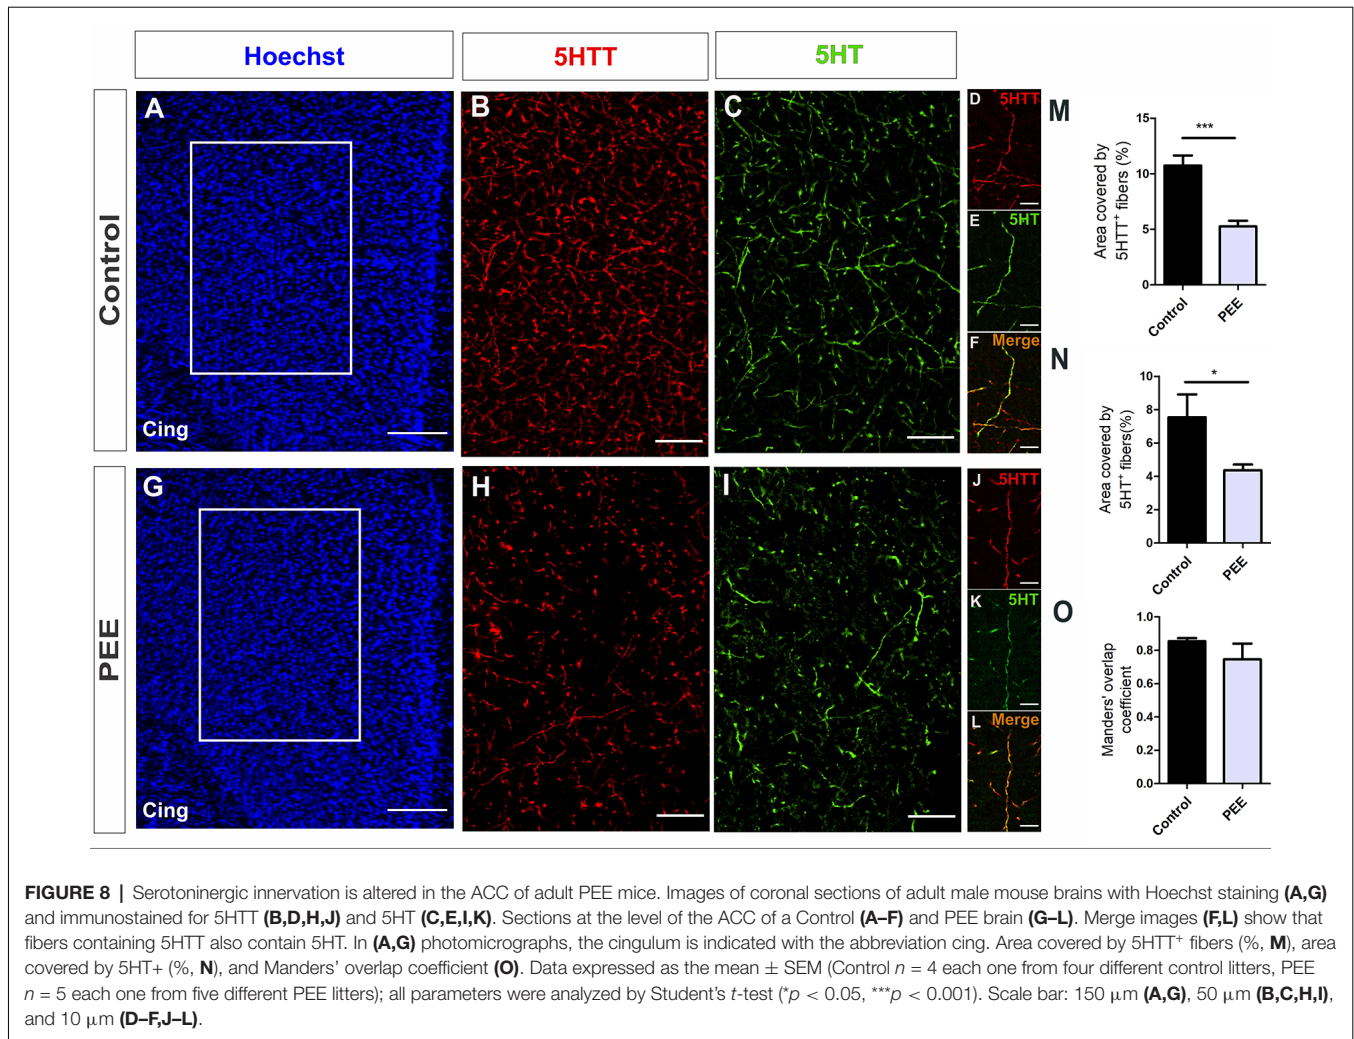 Hoechst
5HTT
5HT
Control
A
Cing
B
C
D
5HTT
E
5HT
F
Merge
PEE
G
Cing
H
I
J
5HTT
K
5HT
L
Merge
M
Area covered by
5HTT⁺ fibers (%)
15
10
5
0
***
Control
PEE
N
Area covered by
5HT⁺ fibers(%)
10
8
6
4
2
0
*
Control
PEE
O
Manders' overlap
coefficient
1.0
0.8
0.6
0.4
0.2
0.0
Control
PEE
FIGURE 8 | Serotoninergic innervation is altered in the ACC of adult PEE mice. Images of coronal sections of adult male mouse brains with Hoechst staining (A,G)
and immunostained for 5HTT (B,D,H,J) and 5HT (C,E,I,K). Sections at the level of the ACC of a Control (A–F) and PEE brain (G–L). Merge images (F,L) show that
fibers containing 5HTT also contain 5HT. In (A,G) photomicrographs, the cingulum is indicated with the abbreviation cing. Area covered by 5HTT⁺ fibers (%, M), area
covered by 5HT+ (%, N), and Manders' overlap coefficient (O). Data expressed as the mean ± SEM (Control n = 4 each one from four different control litters, PEE
n = 5 each one from five different PEE litters); all parameters were analyzed by Student's t-test (*p < 0.05, ***p < 0.001). Scale bar: 150 μm (A,G), 50 μm (B,C,H,I),
and 10 μm (D–F,J–L).